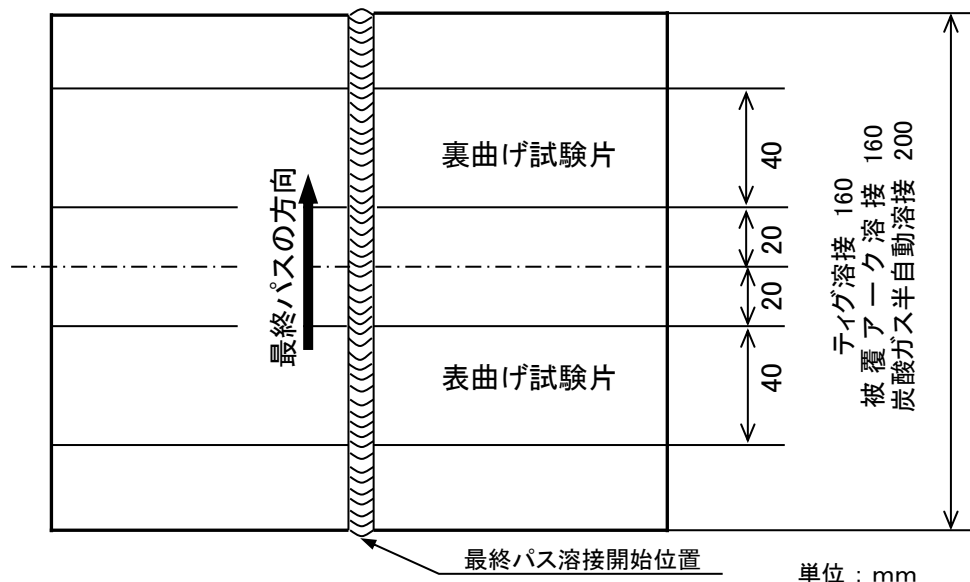 裏曲げ試験片
40
最終パスの方向
20
20
表曲げ試験片
40
ティグ溶接 160
被覆アーク溶接 160
炭酸ガス半自動溶接 200
最終パス溶接開始位置
単位：mm